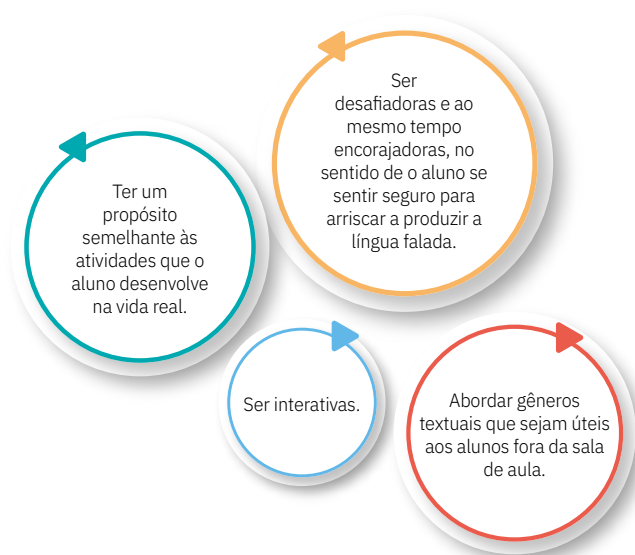 Ser
desafiadoras e ao
mesmo tempo
encorajadoras, no
sentido de o aluno se
sentir seguro para
arriscar a produzir a
língua falada.
Ter um
propósito
semelhante às
atividades que o
aluno desenvolve
na vida real.
Ser interativas.
Abordar gêneros
textuais que sejam úteis
aos alunos fora da sala
de aula.